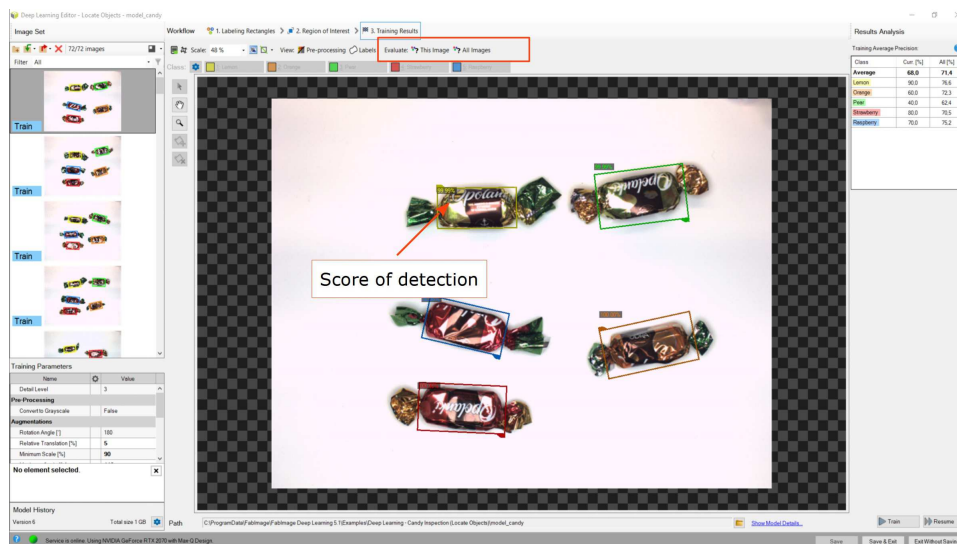 Deep Learning Editor - Locate Objects - model_candy
Image Set
Workflow 1. Labeling Rectangles > 2. Region of Interest > 3. Training Results
Results Analysis
72/72 images
Scale: 48 % View: Pre-processing Labels Evaluate: This Image All Images
Training Average Precision:
Filter All
Class:
Class Curr. [%] All [%]
Average 68,0 71,4
Lemon 90,0 76,6
Orange 60,0 72,3
Peer 40,0 62,4
Strawberry 80,0 70,5
Raspberry 70,0 75,2
Train
Train
Train
Train
Opelanki
Score of detection
Opelanki
Training Parameters
Name Value
Detail Level 3
Pre-Processing
Convert to Grayscale False
Augmentations
Rotation Angle [°] 180
Relative Translation [%] 5
Minimum Scale [%] 90
No element selected.
Model History
Version 6 Total size 1 GB
Path C:\ProgramData\FabImage\FabImage Deep Learning 5.1\Examples\Deep Learning - Candy Inspection (Locate Objects)\model_candy
Show Model Details...
Train Resume
Service is online. Using NVIDIA GeForce RTX 2070 with Max-Q Design
Save Save & Exit Exit Without Saving